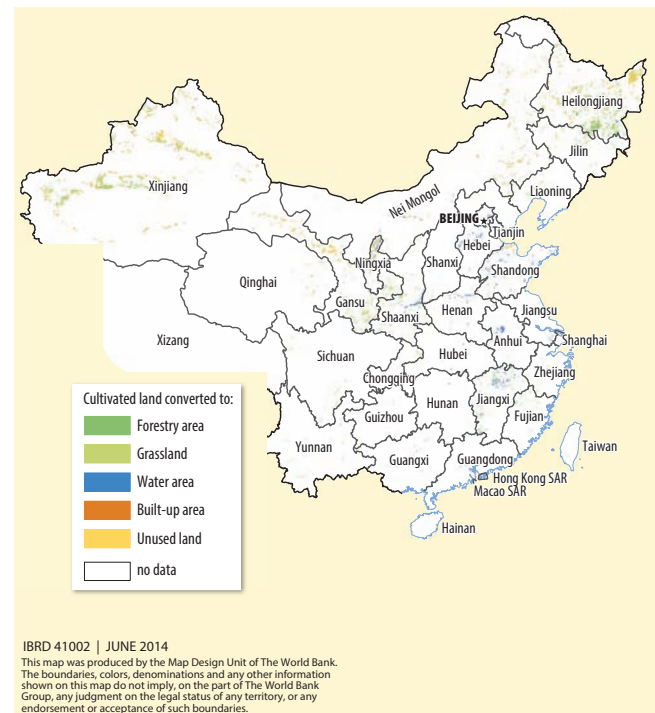 Heilongjiang
Jilin
Liaoning
Xinjiang
Nei Mongol
BEIJING
Tianjin
Hebei
Ningxia
Shanxi
Shandong
Qinghai
Gansu
Shaanxi
Henan
Jiangsu
Xizang
Sichuan
Hubei
Anhui
Shanghai
Chongqing
Zhejiang
Hunan
Jiangxi
Guizhou
Fujian
Yunnan
Guangxi
Guangdong
Taiwan
Hong Kong SAR
Macao SAR
Hainan
Cultivated land converted to:
Forestry area
Grassland
Water area
Built-up area
Unused land
no data
IBRD 41002 | JUNE 2014
This map was produced by the Map Design Unit of The World Bank.
The boundaries, colors, denominations and any other information
shown on this map do not imply, on the part of The World Bank
Group, any judgment on the legal status of any territory, or any
endorsement or acceptance of such boundaries.